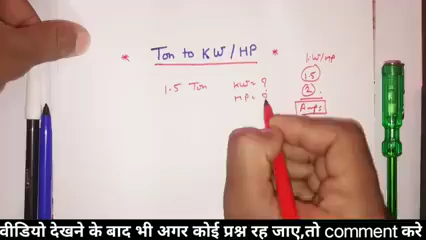 * Ton to KW/HP *
KW/HP
1.5 Ton KW = ?
HP = ?
1.5
2
Amps
वीडियो देखने के बाद भी अगर कोई प्रश्न रह जाए,तो comment करे